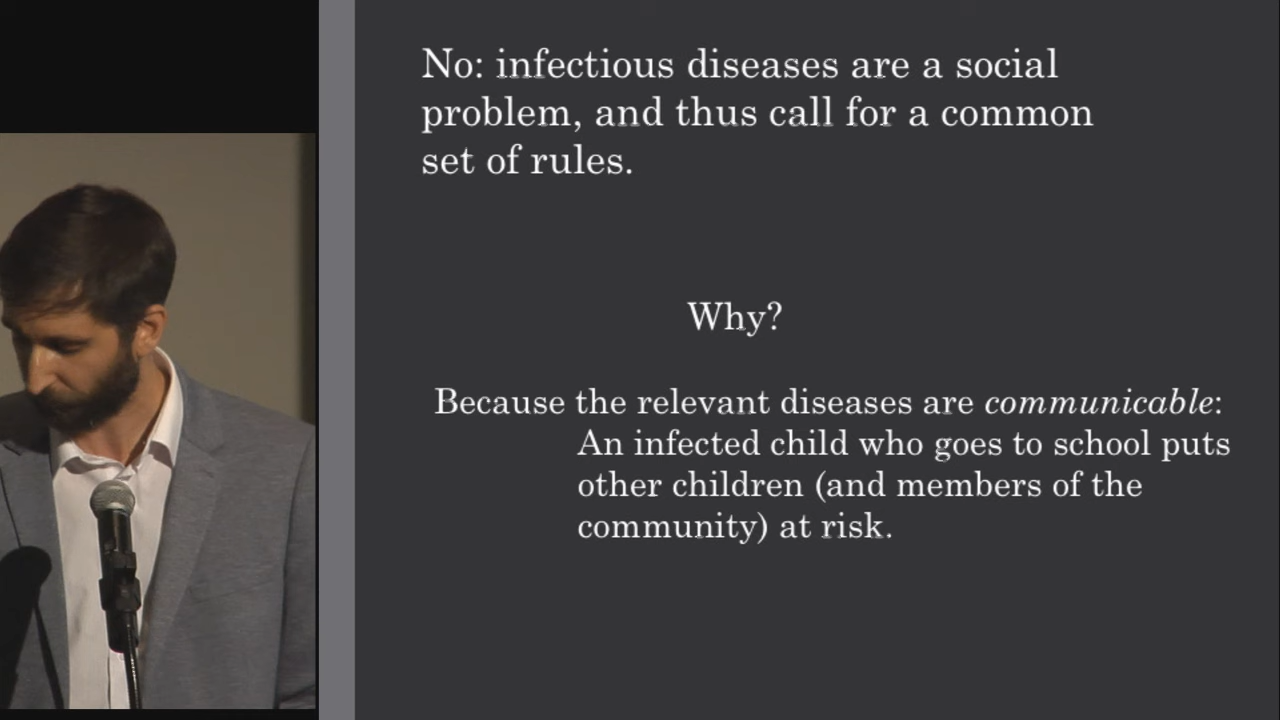 No: infectious diseases are a social
problem, and thus call for a common
set of rules.
Why?
Because the relevant diseases are communicable:
An infected child who goes to school puts
other children (and members of the
community) at risk.